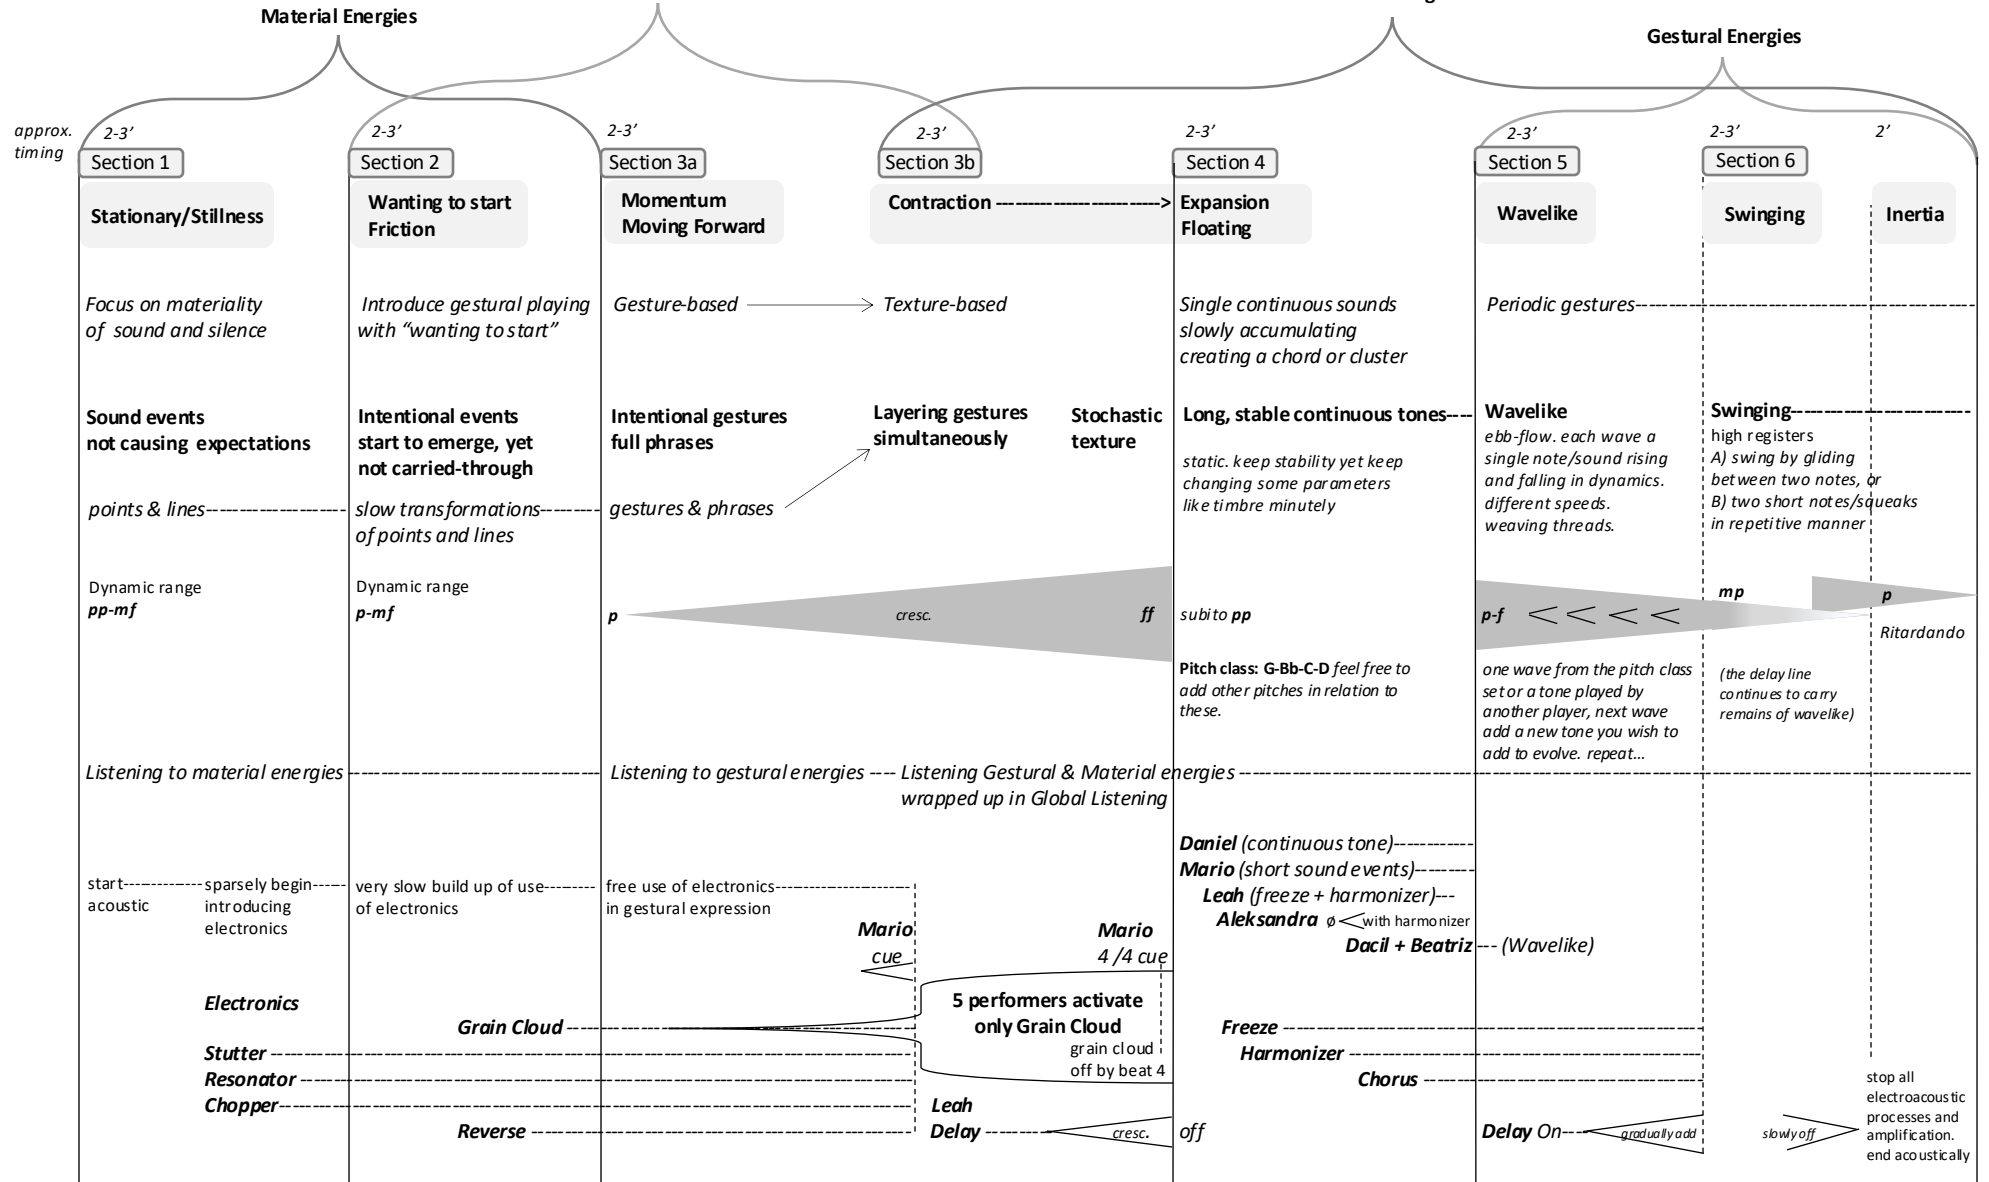 Material Energies
Gestural Energies
approx.
timing
2-3’
2-3’
2-3’
2-3’
2-3’
2-3’
2-3’
2’
Section 1
Section 2
Section 3a
Section 3b
Section 4
Section 5
Section 6
Stationary/Stillness
Wanting to start
Friction
Momentum
Moving Forward
Contraction ------------------------->
Expansion
Floating
Wavelike
Swinging
Inertia
Focus on materiality
of sound and silence
Introduce gestural playing
with “wanting to start”
Gesture-based
Texture-based
Single continuous sounds
slowly accumulating
creating a chord or cluster
Periodic gestures
Sound events
not causing expectations
Intentional events
start to emerge, yet
not carried-through
Intentional gestures
full phrases
Layering gestures
simultaneously
Stochastic
texture
Long, stable continuous tones
static. keep stability yet keep
changing some parameters
like timbre minutely
Wavelike
ebb-flow. each wave a
single note/sound rising
and falling in dynamics.
different speeds.
weaving threads.
Swinging
high registers
A) swing by gliding
between two notes, or
B) two short notes/squeaks
in repetitive manner
points & lines
slow transformations
of points and lines
gestures & phrases
Dynamic range
pp-mf
Dynamic range
p-mf
p
cresc.
ff
subito pp
p-f
mp
p
Ritardando
Pitch class: G-Bb-C-D feel free to
add other pitches in relation to
these.
one wave from the pitch class
set or a tone played by
another player, next wave
add a new tone you wish to
add to evolve. repeat...
(the delay line
continues to carry
remains of wavelike)
Listening to material energies
Listening to gestural energies ---- Listening Gestural & Material energies
wrapped up in Global Listening
Daniel (continuous tone)
Mario (short sound events)
Leah (freeze + harmonizer)
Aleksandra ø with harmonizer
Dacil + Beatriz --- (Wavelike)
start
acoustic
sparsely begin
introducing
electronics
very slow build up of use
of electronics
free use of electronics
in gestural expression
Mario
cue
Mario
4 /4 cue
5 performers activate
only Grain Cloud
grain cloud
off by beat 4
Electronics
Grain Cloud
Stutter
Resonator
Chopper
Reverse
Leah
Delay
cresc.
off
Freeze
Harmonizer
Chorus
Delay On
gradually add
slowly off
stop all
electroacoustic
processes and
amplification.
end acoustically